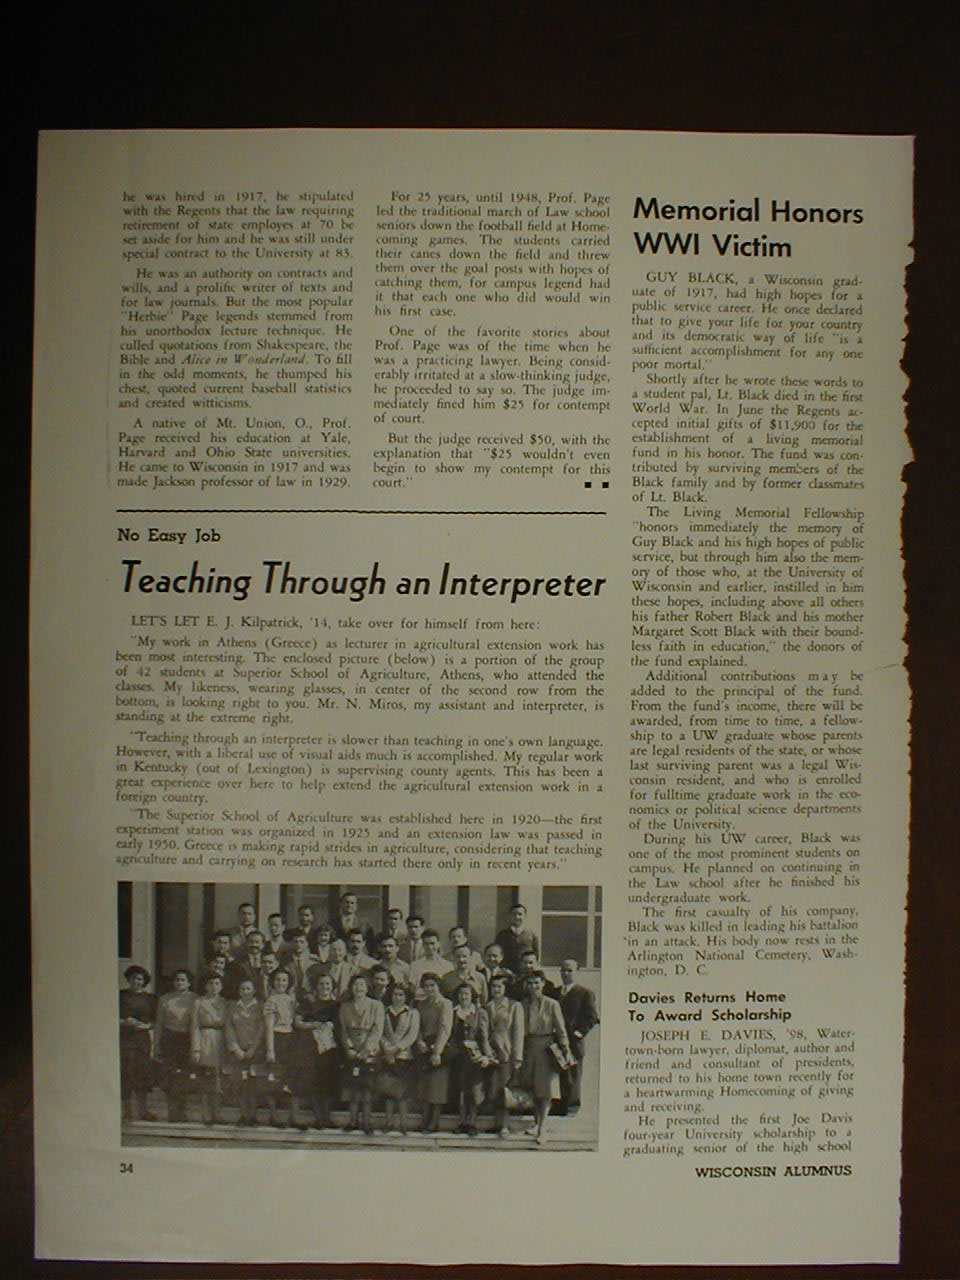 he was hired in 1917, he stipulated
with the Regents that the law requiring
retirement of state employes at 70 be
set aside for him and he was still under
special contract to the University at 83.
He was an authority on contracts and
wills, and a prolific writer of texts and
for law journals. But the most popular
"Herbie" Page legends stemmed from
his unorthodox lecture technique. He
culled quotations from Shakespeare, the
Bible and Alice in Wonderland. To fill
in the odd moments, he thumped his
chest, quoted current baseball statistics
and created witticisms.
A native of Mt. Union, O., Prof.
Page received his education at Yale,
Harvard and Ohio State universities.
He came to Wisconsin in 1917 and was
made Jackson professor of law in 1929.
For 25 years, until 1948, Prof. Page
led the traditional march of Law school
seniors down the football field at Home-
coming games. The students carried
their canes down the field and threw
them over the goal posts with hopes of
catching them, for campus legend had
it that each one who did would win
his first case.
One of the favorite stories about
Prof. Page was of the time when he
was a practicing lawyer. Being consid-
erably irritated at a slow-thinking judge,
he proceeded to say so. The judge im-
mediately fined him $25 for contempt
of court.
But the judge received $50, with the
explanation that "$25 wouldn't even
begin to show my contempt for this
court."
No Easy Job
Teaching Through an Interpreter
LET'S LET E. J. Kilpatrick, '14, take over for himself from here:
"My work in Athens (Greece) as lecturer in agricultural extension work has
been most interesting. The enclosed picture (below) is a portion of the group
of 42 students at Superior School of Agriculture, Athens, who attended the
classes. My likeness, wearing glasses, in center of the second row from the
bottom, is looking right to you. Mr. N. Miros, my assistant and interpreter, is
standing at the extreme right.
"Teaching through an interpreter is slower than teaching in one's own language.
However, with a liberal use of visual aids much is accomplished. My regular work
in Kentucky (out of Lexington) is supervising county agents. This has been a
great experience over here to help extend the agricultural extension work in a
foreign country.
"The Superior School of Agriculture was established here in 1920—the first
experiment station was organized in 1925 and an extension law was passed in
early 1950. Greece is making rapid strides in agriculture, considering that teaching
agriculture and carrying on research has started there only in recent years."
34
Memorial Honors
WWI Victim
GUY BLACK, a Wisconsin grad-
uate of 1917, had high hopes for a
public service career. He once declared
that to give your life for your country
and its democratic way of life "is a
sufficient accomplishment for any one
poor mortal."
Shortly after he wrote these words to
a student pal, Lt. Black died in the first
World War. In June the Regents ac-
cepted initial gifts of $11,900 for the
establishment of a living memorial
fund in his honor. The fund was con-
tributed by surviving members of the
Black family and by former classmates
of Lt. Black.
The Living Memorial Fellowship
"honors immediately the memory of
Guy Black and his high hopes of public
service, but through him also the mem-
ory of those who, at the University of
Wisconsin and earlier, instilled in him
these hopes, including above all others
his father Robert Black and his mother
Margaret Scott Black with their bound-
less faith in education," the donors of
the fund explained.
Additional contributions may be
added to the principal of the fund.
From the fund's income, there will be
awarded, from time to time, a fellow-
ship to a UW graduate whose parents
are legal residents of the state, or whose
last surviving parent was a legal Wis-
consin resident, and who is enrolled
for fulltime graduate work in the eco-
nomics or political science departments
of the University.
During his UW career, Black was
one of the most prominent students on
campus. He planned on continuing in
the Law school after he finished his
undergraduate work.
The first casualty of his company,
Black was killed in leading his battalion
in an attack. His body now rests in the
Arlington National Cemetery, Wash-
ington, D. C.
Davies Returns Home
To Award Scholarship
JOSEPH E. DAVIES, '98, Water-
town-born lawyer, diplomat, author and
friend and consultant of presidents,
returned to his home town recently for
a heartwarming Homecoming of giving
and receiving.
He presented the first Joe Davis
four-year University scholarship to a
graduating senior of the high school
WISCONSIN ALUMNUS